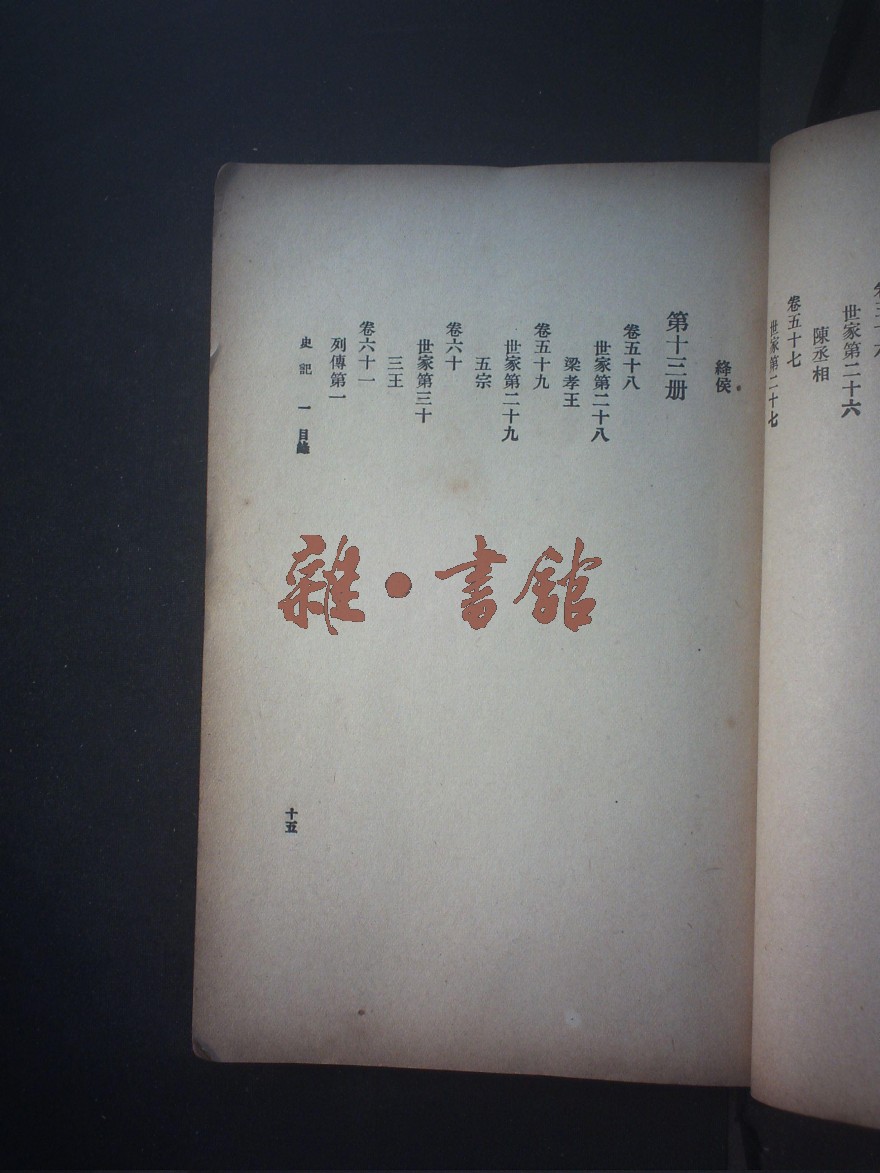 世家第二十六
陳丞相
卷五十七
世家第二十七
絳侯
第十三册
卷五十八
世家第二十八
梁孝王
卷五十九
世家第二十九
五宗
卷六十
世家第三十
三王
卷六十一
列傳第一
史記 一 目錄
十五
雜•書館